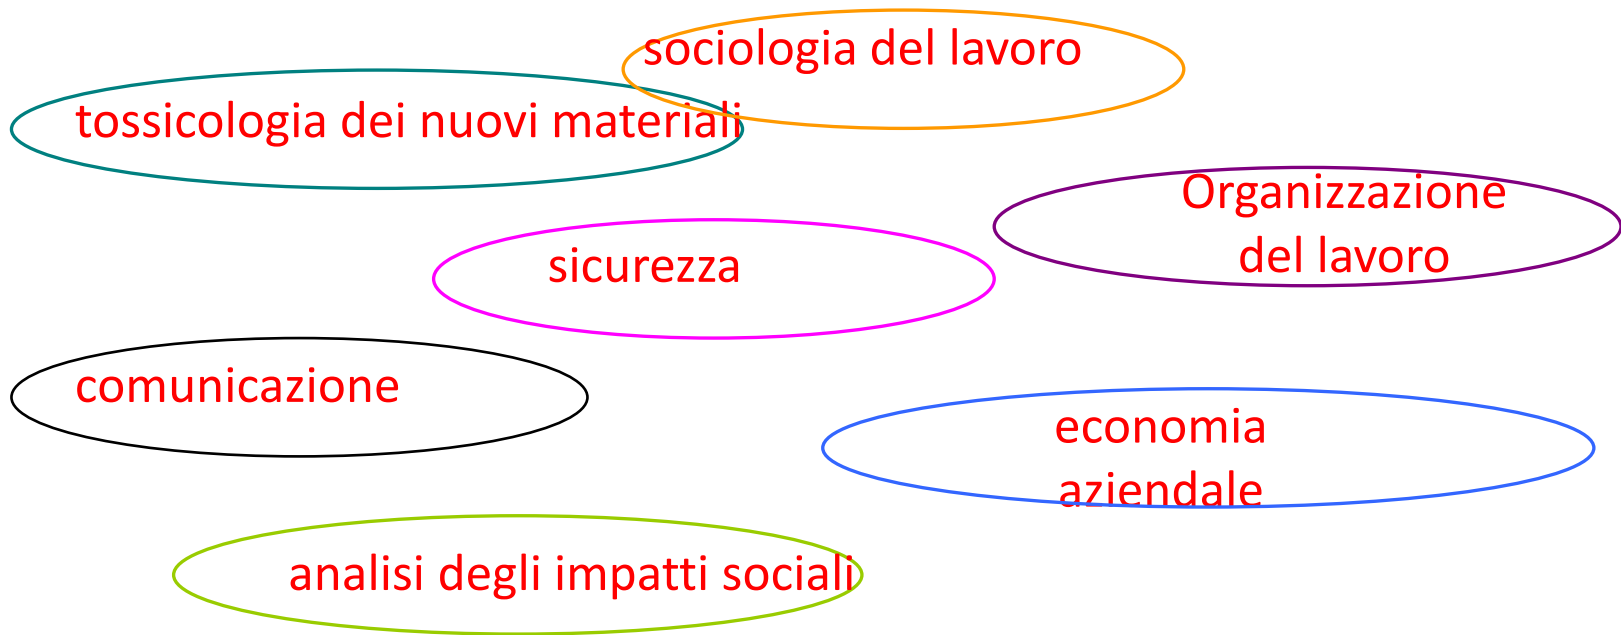 sociologia del lavoro
tossicologia dei nuovi materiali
Organizzazione
del lavoro
sicurezza
comunicazione
economia
aziendale
analisi degli impatti sociali